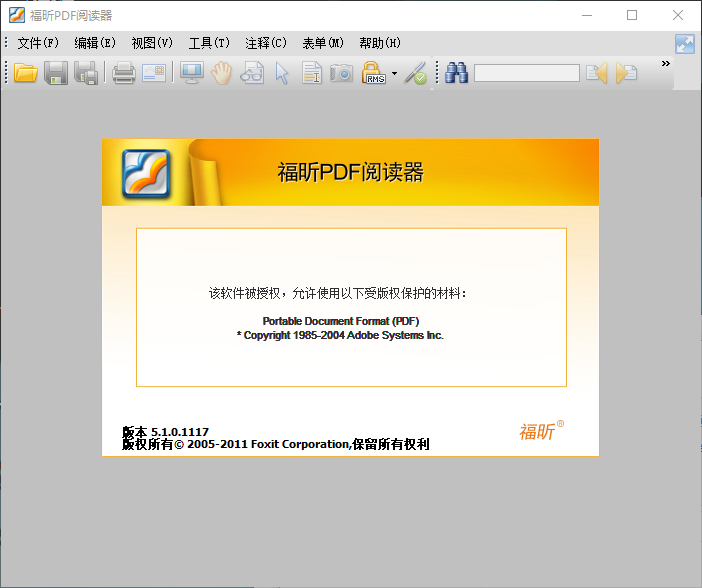 福昕PDF阅读器
文件(F) 编辑(E) 视图(V) 工具(T) 注释(C) 表单(M) 帮助(H)
RMS
»
福昕PDF阅读器
该软件被授权，允许使用以下受版权保护的材料：
Portable Document Format (PDF)
* Copyright 1985-2004 Adobe Systems Inc.
福昕®
版本 5.1.0.1117
版权所有© 2005-2011 Foxit Corporation,保留所有权利